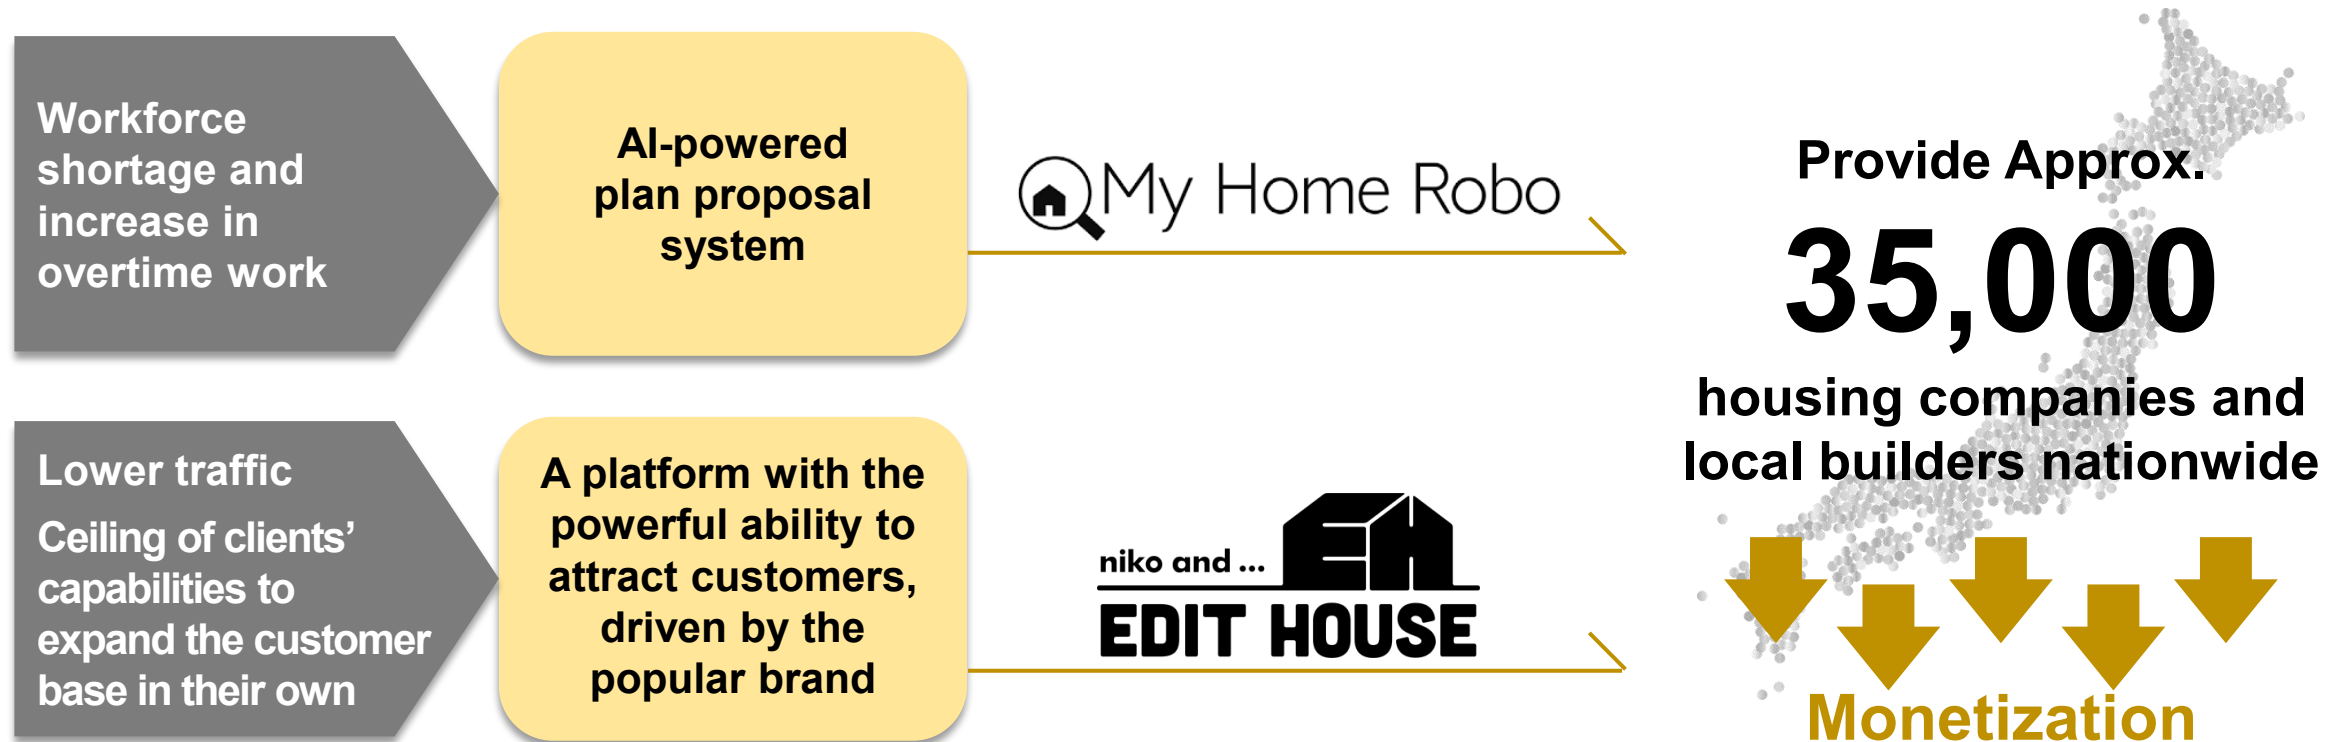 Workforce
shortage and
increase in
overtime work
AI-powered
plan proposal
system
My Home Robo
Lower traffic
Ceiling of clients’
capabilities to
expand the customer
base in their own
A platform with the
powerful ability to
attract customers,
driven by the
popular brand
niko and ...
EH
EDIT HOUSE
Provide Approx.
35,000
housing companies and
local builders nationwide
Monetization